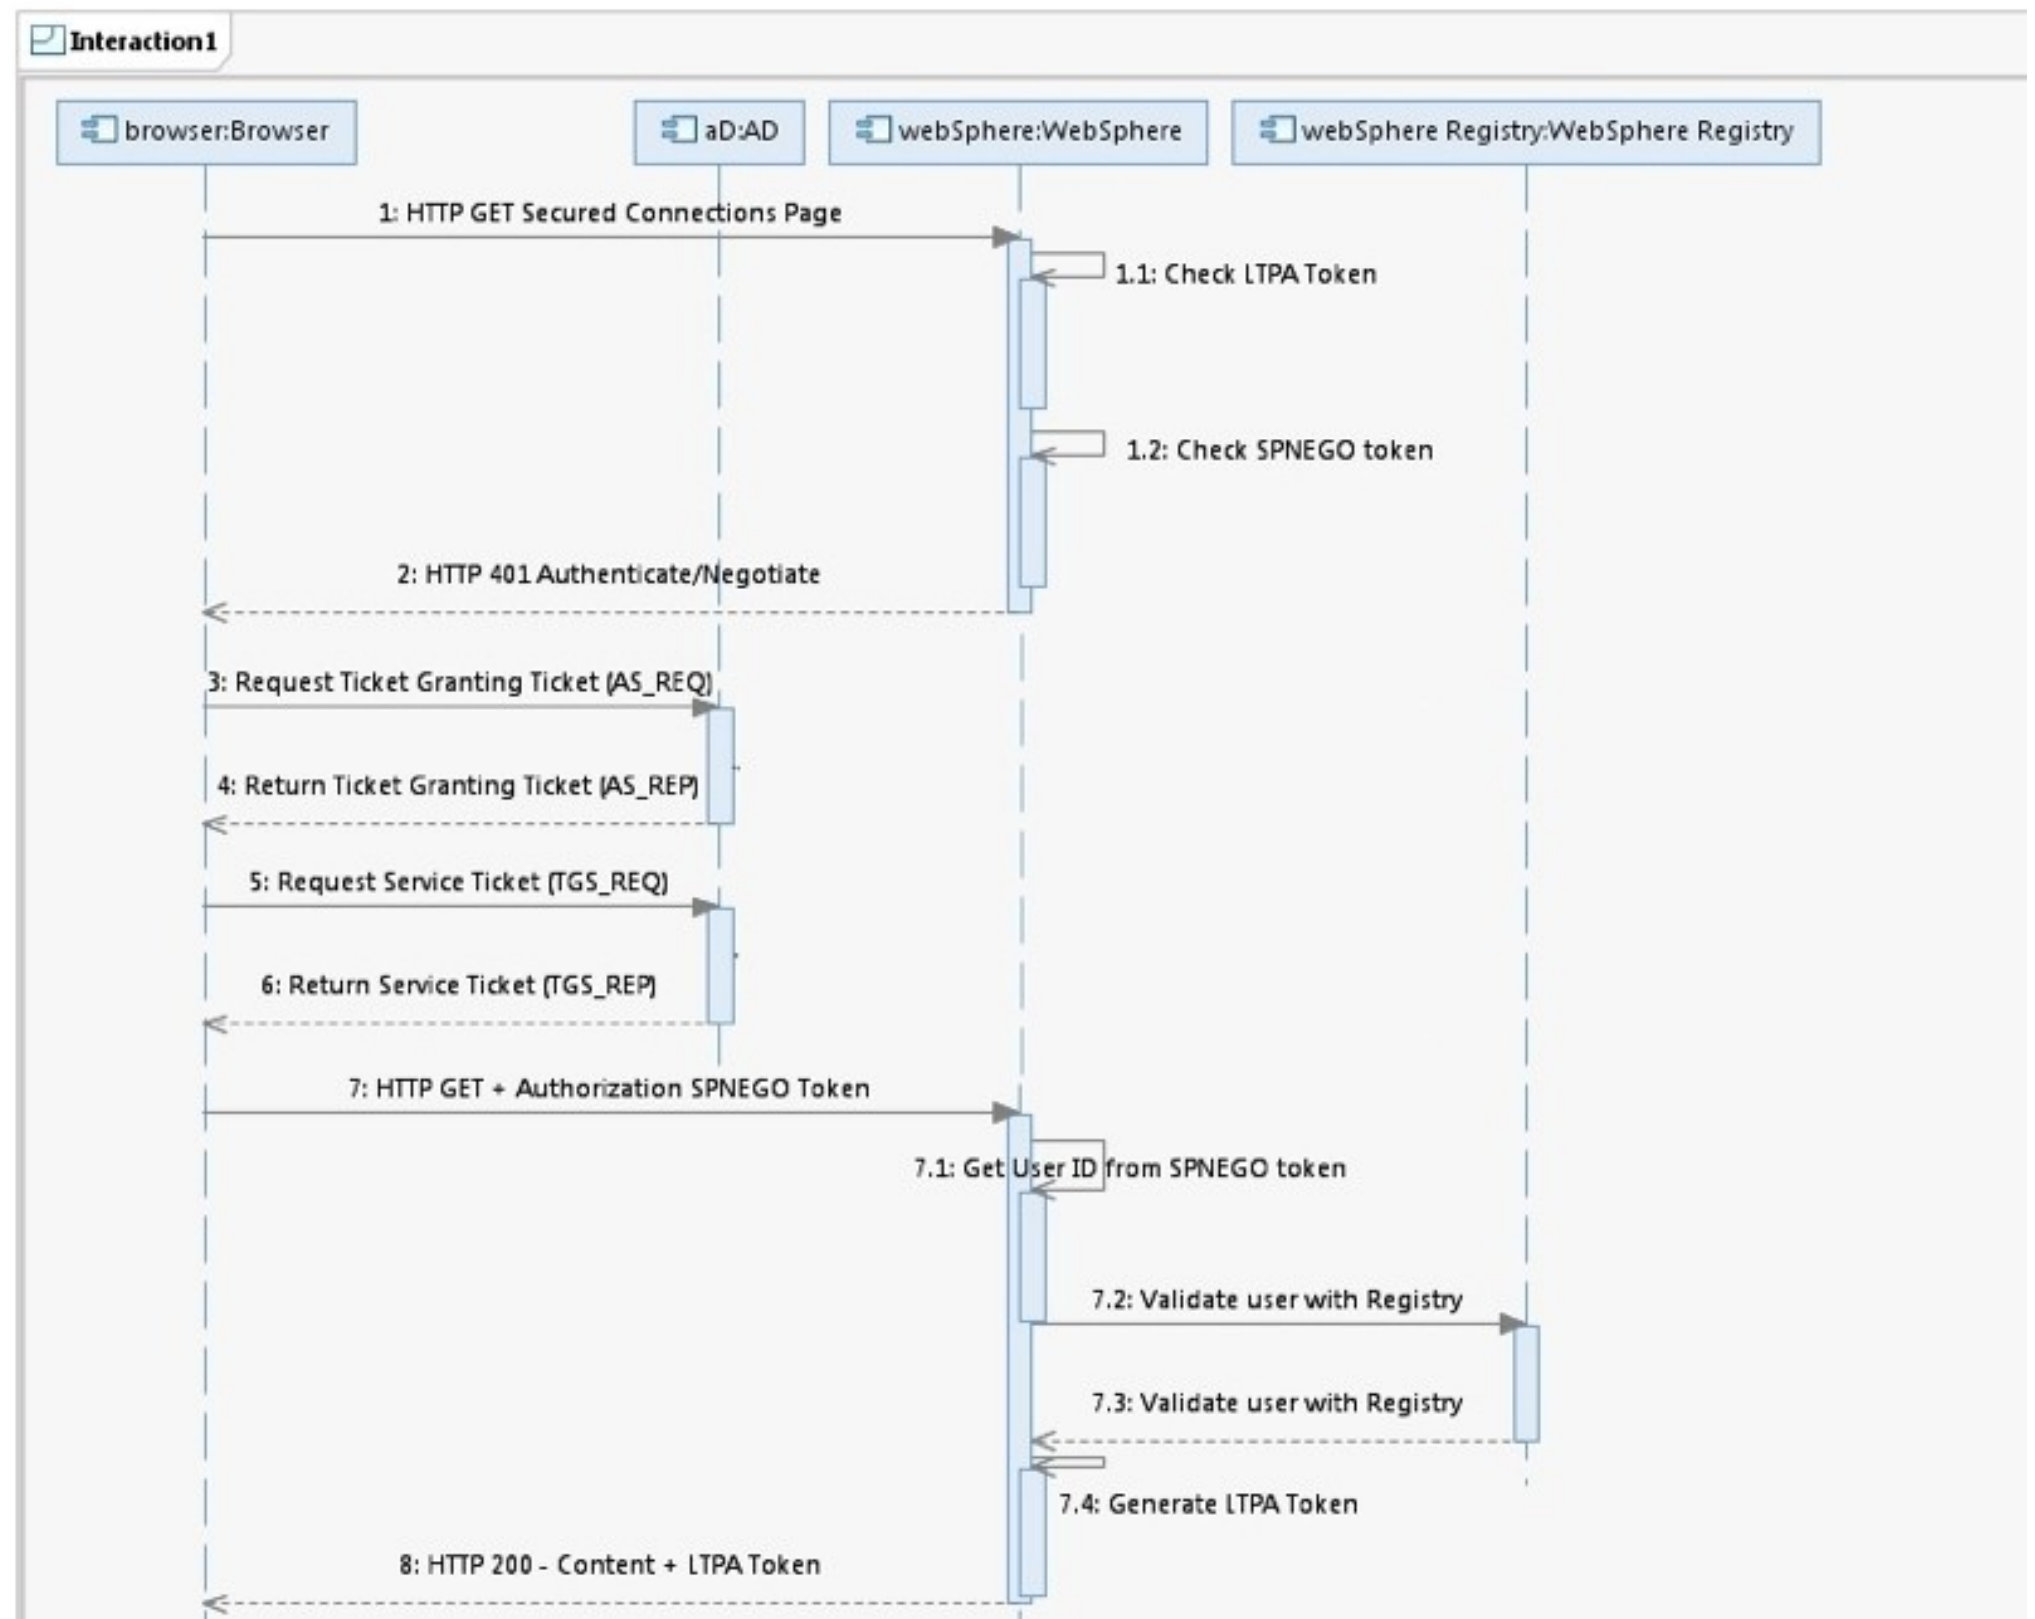 Interaction1
browser:Browser
aD:AD
webSphere:WebSphere
webSphere Registry:WebSphere Registry
1: HTTP GET Secured Connections Page
1.1: Check LTPA Token
1.2: Check SPNEGO token
2: HTTP 401 Authenticate/Negotiate
3: Request Ticket Granting Ticket (AS_REQ)
4: Return Ticket Granting Ticket (AS_REP)
5: Request Service Ticket (TGS_REQ)
6: Return Service Ticket (TGS_REP)
7: HTTP GET + Authorization SPNEGO Token
7.1: Get User ID from SPNEGO token
7.2: Validate user with Registry
7.3: Validate user with Registry
7.4: Generate LTPA Token
8: HTTP 200 - Content + LTPA Token